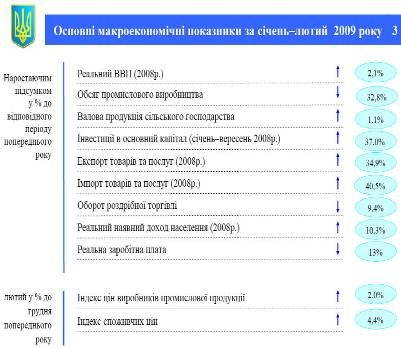 Основні макроекономічні показники за січень–лютий 2009 року 3
Наростаючим
підсумком
у % до
відповідного
періоду
попереднього
року
Реальний ВВП (2008р.) 2,1%
Обсяг промислового виробництва 32,8%
Валова продукція сільського господарства 1,1%
Інвестиції в основний капітал (січень–вересень 2008р.) 37,0%
Експорт товарів та послуг (2008р.) 34,9%
Імпорт товарів та послуг (2008р.) 40,5%
Оборот роздрібної торгівлі 9,4%
Реальний наявний доход населення (2008р.) 10,3%
Реальна заробітна плата 13%
лютий у % до
грудня
попереднього
року
Індекс цін виробників промислової продукції 2,0%
Індекс споживчих цін 4,4%